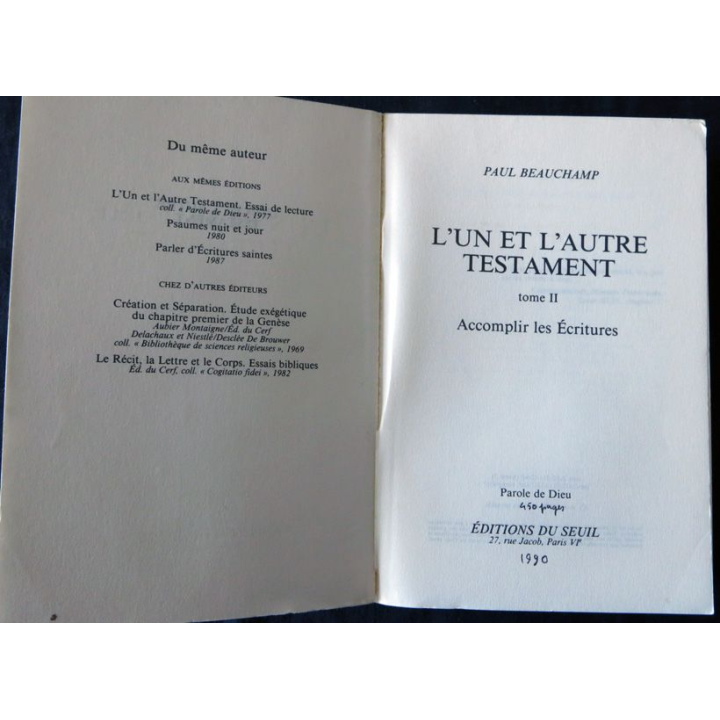 Du même auteur
AUX MÊMES ÉDITIONS
L'Un et l'Autre Testament. Essai de lecture
coll. « Parole de Dieu », 1977
Psaumes nuit et jour
1980
Parler d'Écritures saintes
1987
CHEZ D'AUTRES ÉDITEURS
Création et Séparation. Étude exégétique
du chapitre premier de la Genèse
Aubier Montaigne/Éd. du Cerf
Delachaux et Niestlé/Desclée De Brouwer
coll. « Bibliothèque de sciences religieuses », 1969
Le Récit, la Lettre et le Corps. Essais bibliques
Éd. du Cerf, coll. « Cogitatio fidei », 1982
PAUL BEAUCHAMP
L'UN ET L'AUTRE
TESTAMENT
tome II
Accomplir les Écritures
Parole de Dieu
450 pages
ÉDITIONS DU SEUIL
27, rue Jacob, Paris VIe
1990